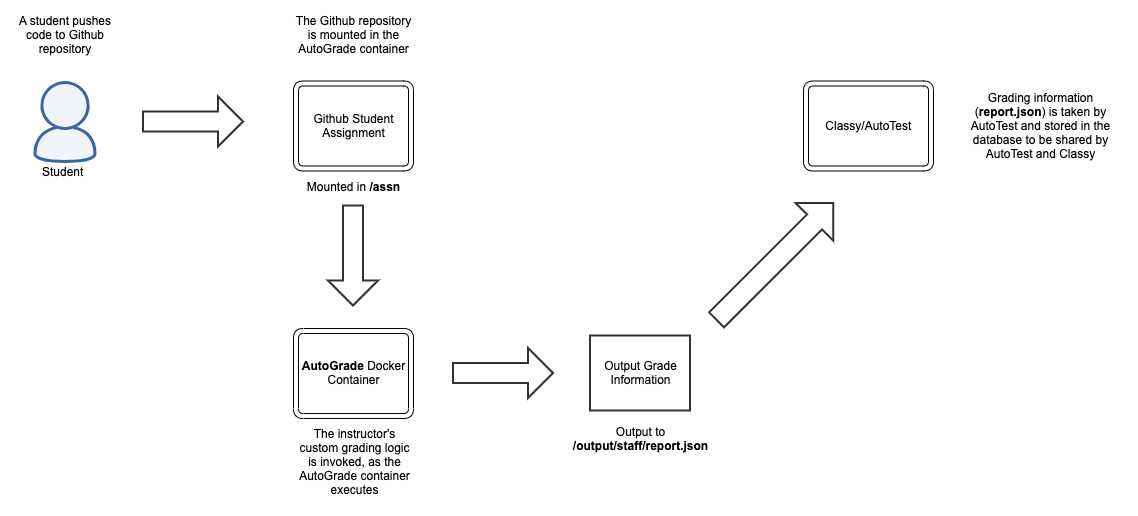 A student pushes
code to Github
repository
Student
The Github repository
is mounted in the
AutoGrade container
Github Student
Assignment
Mounted in /assn
AutoGrade Docker
Container
The instructor's
custom grading logic
is invoked, as the
AutoGrade container
executes
Output Grade
Information
Output to
/output/staff/report.json
Classy/AutoTest
Grading information
(report.json) is taken by
AutoTest and stored in the
database to be shared by
AutoTest and Classy